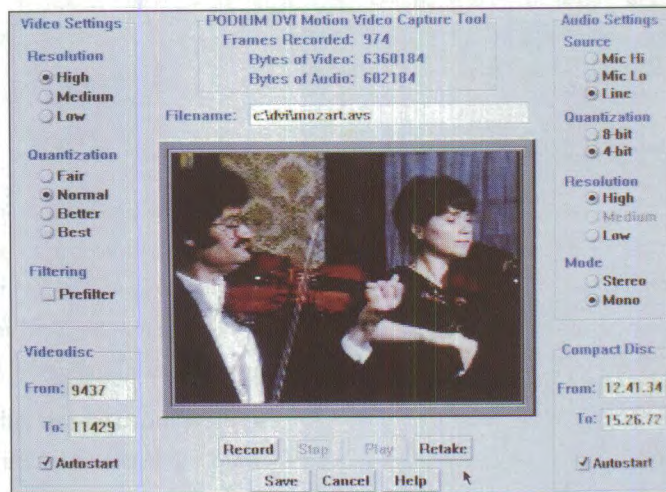 PODIUM DVI Motion Video Capture Tool
Frames Recorded: 974
Bytes of Video: 6360184
Bytes of Audio: 602184
Filename: c:\dvi\mozart.avs
Video Settings
Resolution
High
Medium
Low
Quantization
Fair
Normal
Better
Best
Filtering
Prefilter
Videodisc
From: 9437
To: 11429
Autostart
Record Stop Play Retake
Save Cancel Help
Audio Settings
Source
Mic Hi
Mic Lo
Line
Quantization
8-bit
4-bit
Resolution
High
Medium
Low
Mode
Stereo
Mono
Compact Disc
From: 12.41.34
To: 15.26.72
Autostart